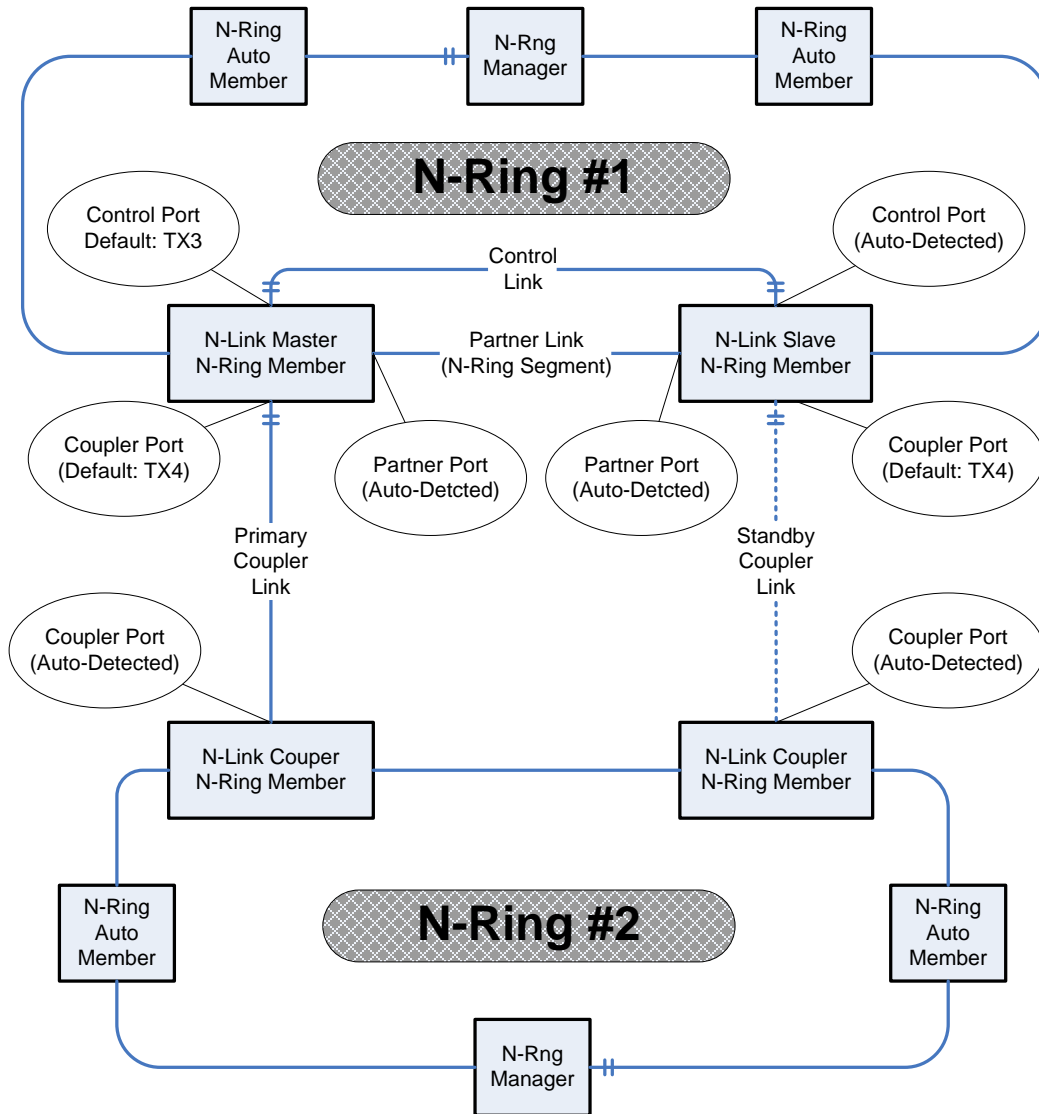 N-Ring
Auto
Member
N-Rng
Manager
N-Ring
Auto
Member
N-Ring #1
Control Port
Default: TX3
Control Port
(Auto-Detected)
Control
Link
N-Link Master
N-Ring Member
Partner Link
(N-Ring Segment)
N-Link Slave
N-Ring Member
Coupler Port
(Default: TX4)
Partner Port
(Auto-Detcted)
Partner Port
(Auto-Detcted)
Coupler Port
(Default: TX4)
Primary
Coupler
Link
Standby
Coupler
Link
Coupler Port
(Auto-Detected)
Coupler Port
(Auto-Detected)
N-Link Couper
N-Ring Member
N-Link Coupler
N-Ring Member
N-Ring
Auto
Member
N-Ring #2
N-Ring
Auto
Member
N-Rng
Manager